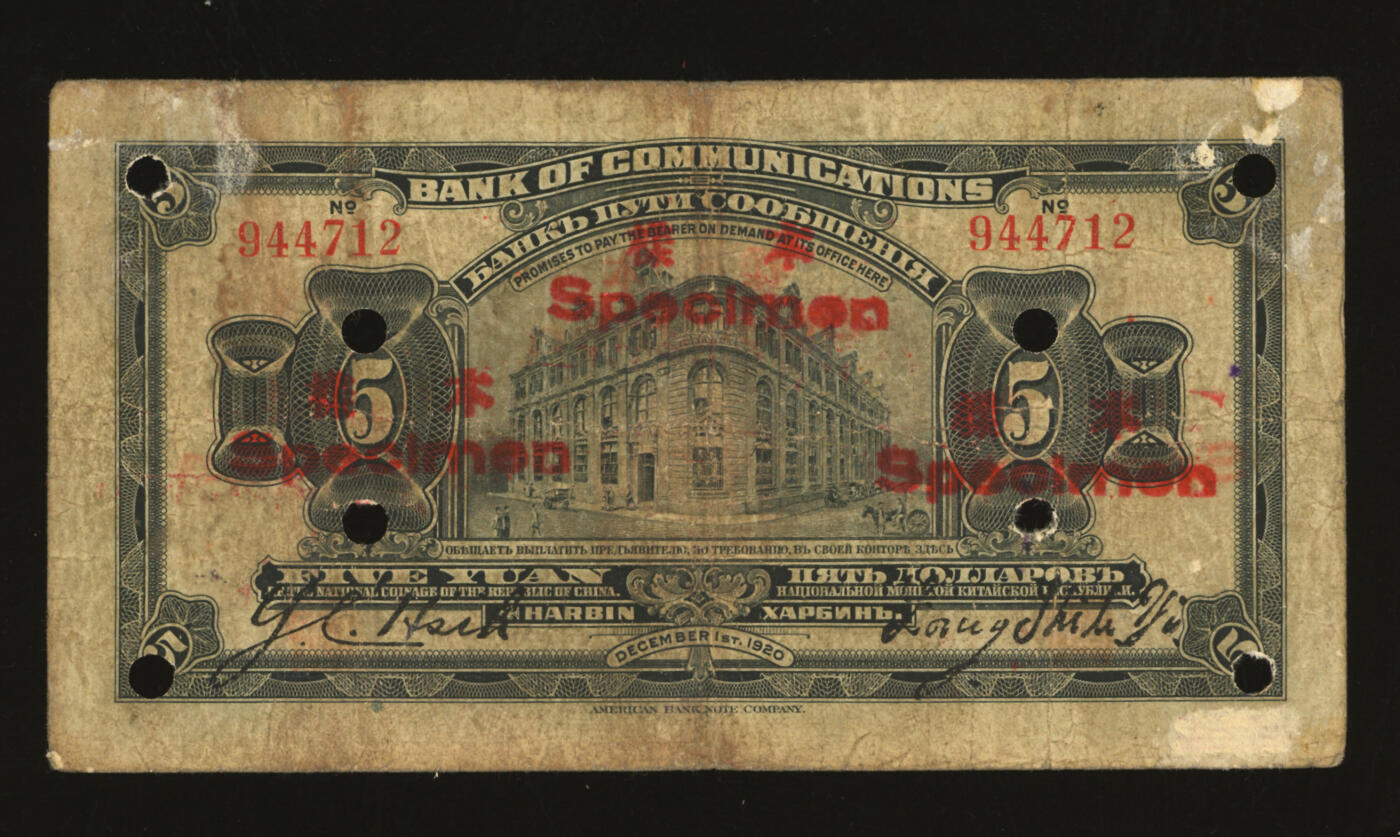 BANK OF COMMUNICATIONS
БАНКЪ ПУТИ СООБЩЕНІЯ
PROMISES TO PAY THE BEARER ON DEMAND AT ITS OFFICE HERE
5
5
No
944712
No
944712
Specimen
5
5
本
本
Specimen
Specimen
ОБѢЩАЕТЪ ВЫПЛАТИТЬ ПРЕДЪЯВИТЕЛЮ, ПО ТРЕБОВАНІЮ, ВЪ СВОЕЙ КОНТОРѢ ЗДѢСЬ
FIVE YUAN
ПЯТЬ ДОЛЛАРОВЪ
NATIONAL COINAGE OF THE REPUBLIC OF CHINA.
НАЦІОНАЛЬНОЙ МОНЕТОЙ КИТАЙСКОЙ РЕСПУБЛИКИ.
HARBIN
ХАРБИНЪ
DECEMBER 1ST. 1920
5
5
AMERICAN BANK NOTE COMPANY.